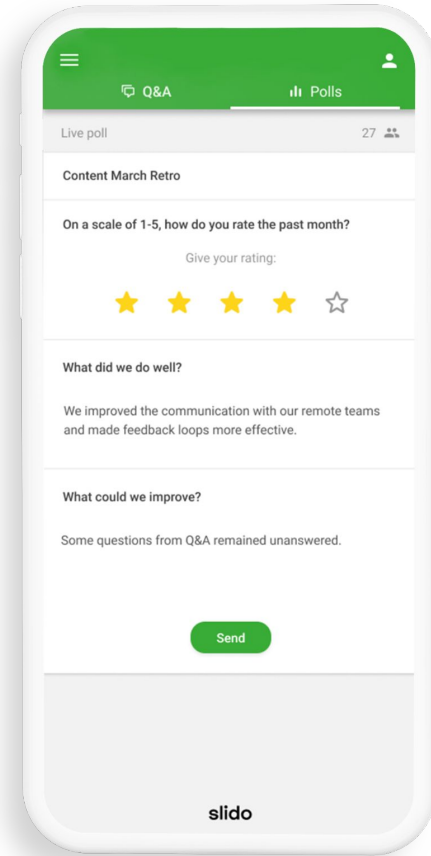 Q&A
Polls
Live poll
27
Content March Retro
On a scale of 1-5, how do you rate the past month?
Give your rating:
What did we do well?
We improved the communication with our remote teams
and made feedback loops more effective.
What could we improve?
Some questions from Q&A remained unanswered.
Send
slido